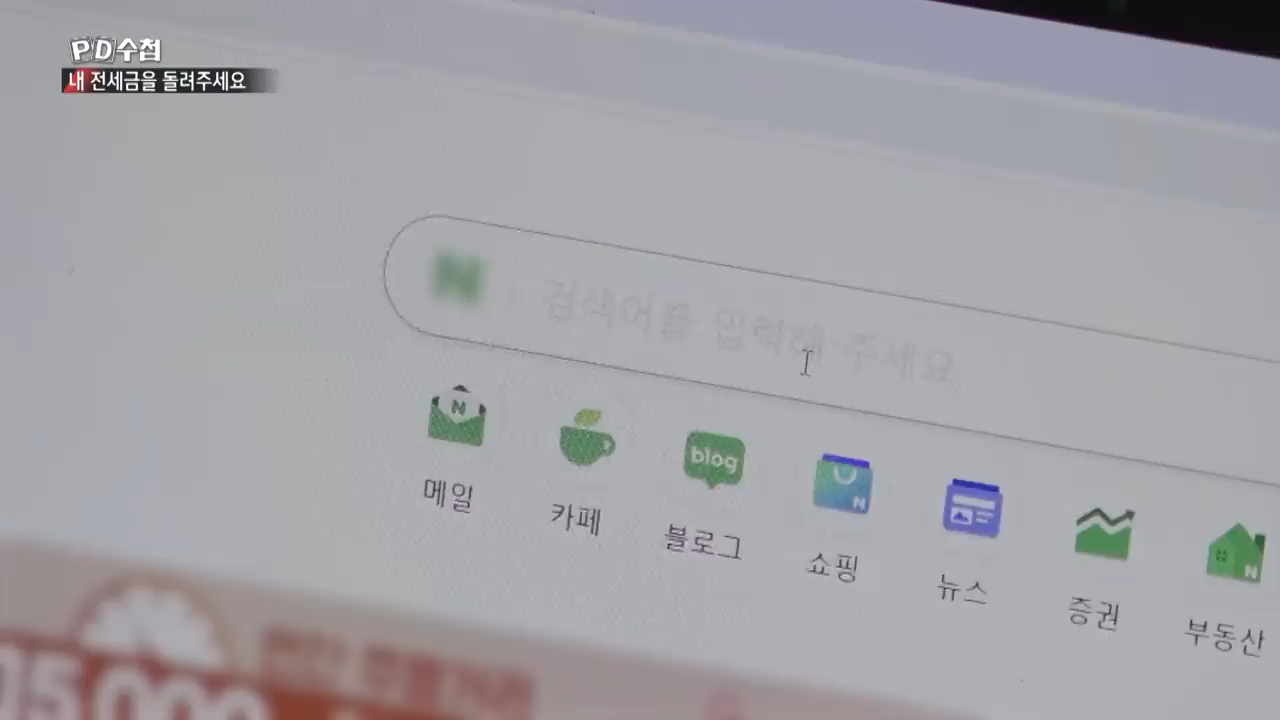 PD수첩
내 전세금을 돌려주세요
N 검색어를 입력해 주세요
N
blog
N
N
메일
카페
블로그
쇼핑
뉴스
증권
부동산
15,000